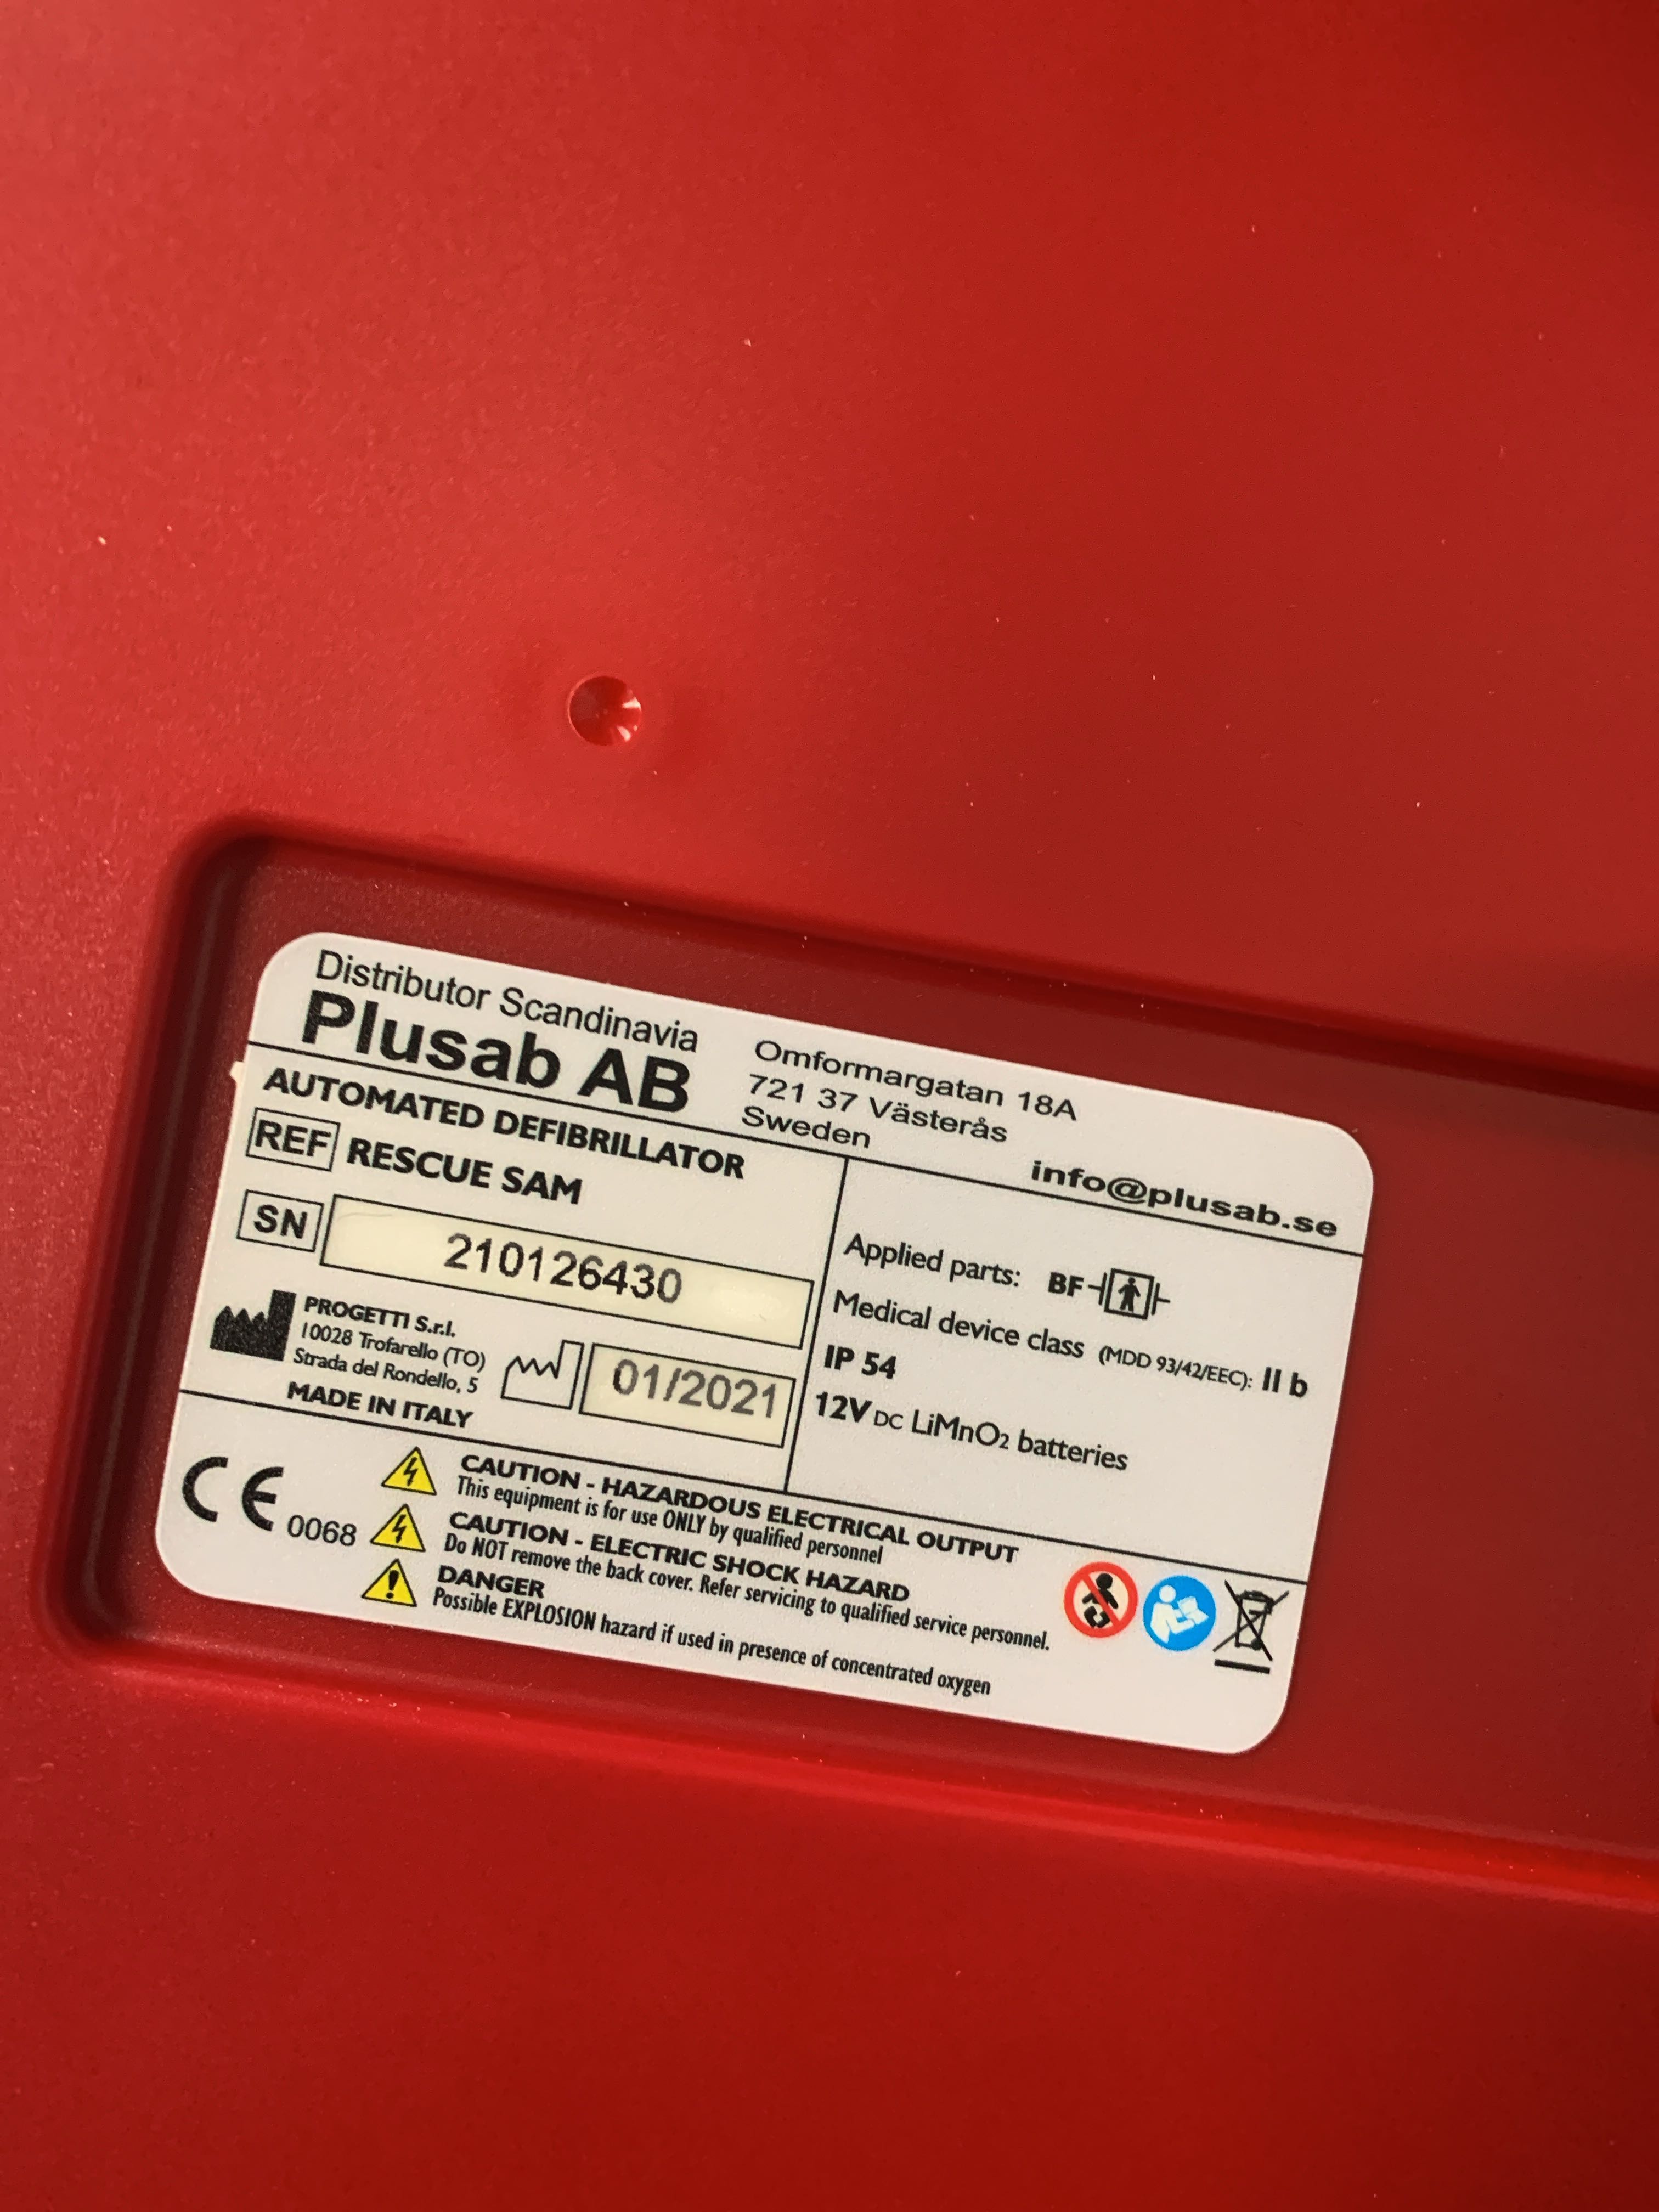 Distributor Scandinavia
Plusab AB
Omformargatan 18A
721 37 Västerås
Sweden
info@plusab.se
AUTOMATED DEFIBRILLATOR
REF RESCUE SAM
SN 210126430
PROGETTI S.r.l.
10028 Trofarello (TO)
Strada del Rondello, 5
MADE IN ITALY
01/2021
Applied parts: BF
Medical device class (MDD 93/42/EEC): II b
IP 54
12V DC LiMnO2 batteries
CE 0068
CAUTION - HAZARDOUS ELECTRICAL OUTPUT
This equipment is for use ONLY by qualified personnel
CAUTION - ELECTRIC SHOCK HAZARD
Do NOT remove the back cover. Refer servicing to qualified service personnel.
DANGER
Possible EXPLOSION hazard if used in presence of concentrated oxygen